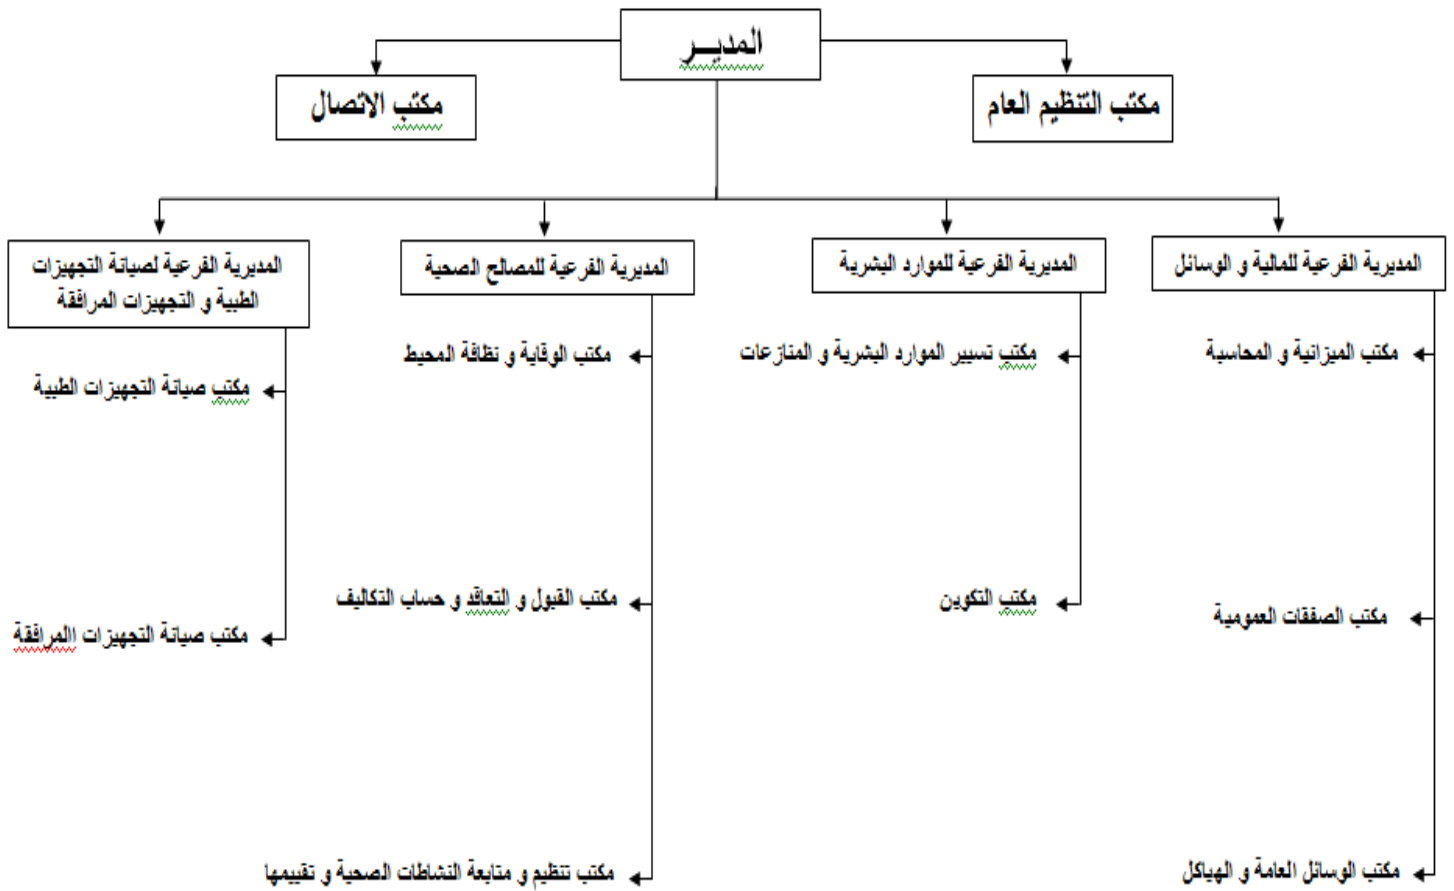 المديــر
مكتب التنظيم العام
مكتب الاتصال
المديرية الفرعية للمالية و الوسائل
مكتب الميزانية و المحاسبة
مكتب الصفقات العمومية
مكتب الوسائل العامة و الهياكل
المديرية الفرعية للموارد البشرية
مكتب تسيير الموارد البشرية و المنازعات
مكتب التكوين
المديرية الفرعية للمصالح الصحية
مكتب الوقاية و نظافة المحيط
مكتب القبول و التعاقد و حساب التكاليف
مكتب تنظيم و متابعة النشاطات الصحية و تقييمها
المديرية الفرعية لصيانة التجهيزات
الطبية و التجهيزات المرافقة
مكتب صيانة التجهيزات الطبية
مكتب صيانة التجهيزات االمرافقة